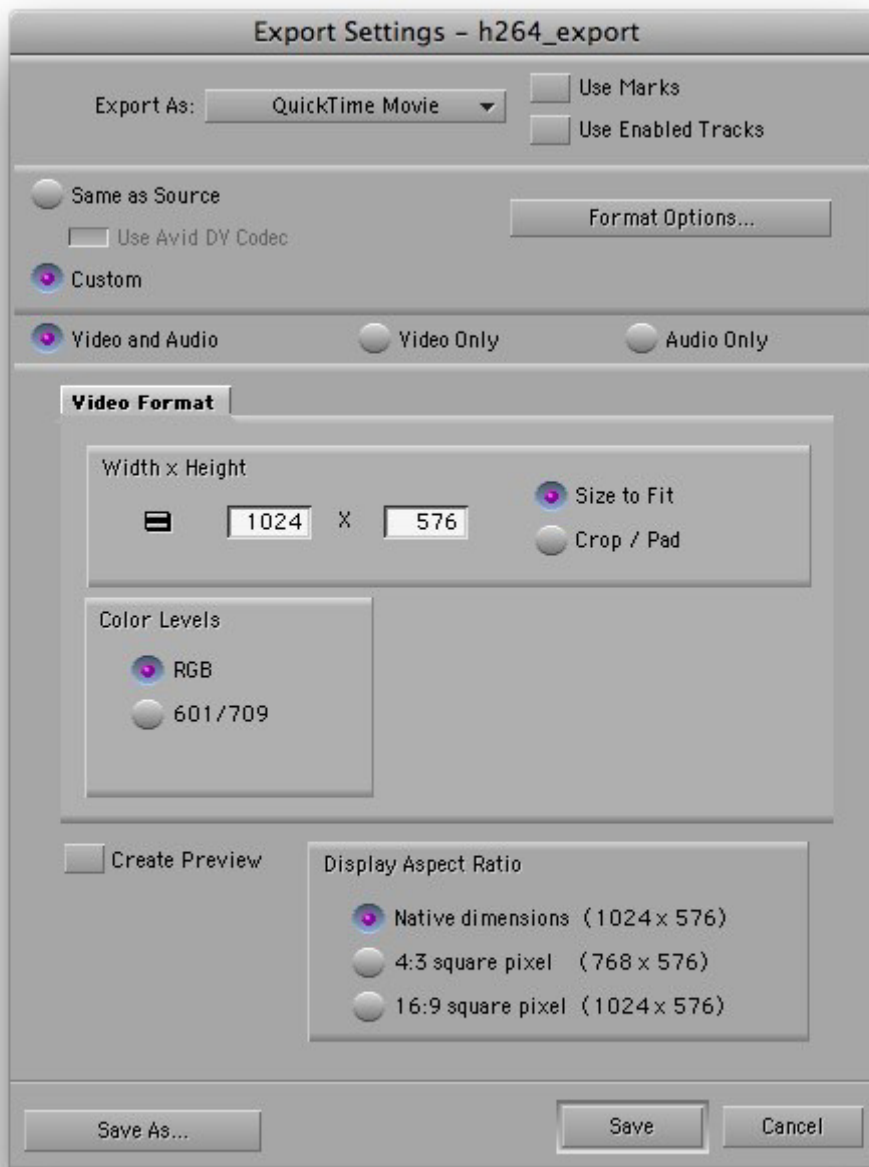 Export Settings - h264_export
Export As: QuickTime Movie
Use Marks
Use Enabled Tracks
Same as Source
Use Avid DV Codec
Format Options...
Custom
Video and Audio Video Only Audio Only
Video Format
Width x Height
1024 X 576
Size to Fit
Crop / Pad
Color Levels
RGB
601/709
Create Preview
Display Aspect Ratio
Native dimensions (1024 x 576)
4:3 square pixel (768 x 576)
16:9 square pixel (1024 x 576)
Save As... Save Cancel